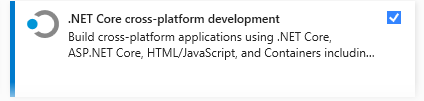 .NET Core cross-platform development
Build cross-platform applications using .NET Core,
ASP.NET Core, HTML/JavaScript, and Containers includin...